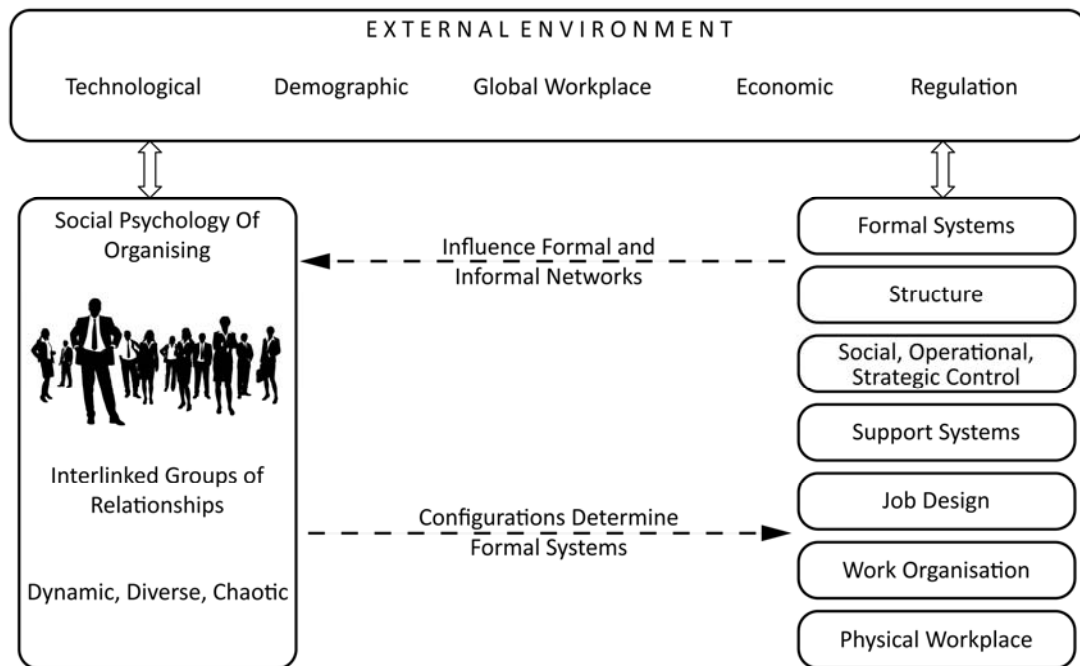 EXTERNAL ENVIRONMENT
Technological Demographic Global Workplace Economic Regulation
Social Psychology Of
Organising
Interlinked Groups of
Relationships
Dynamic, Diverse, Chaotic
Influence Formal and
Informal Networks
Configurations Determine
Formal Systems
Formal Systems
Structure
Social, Operational,
Strategic Control
Support Systems
Job Design
Work Organisation
Physical Workplace